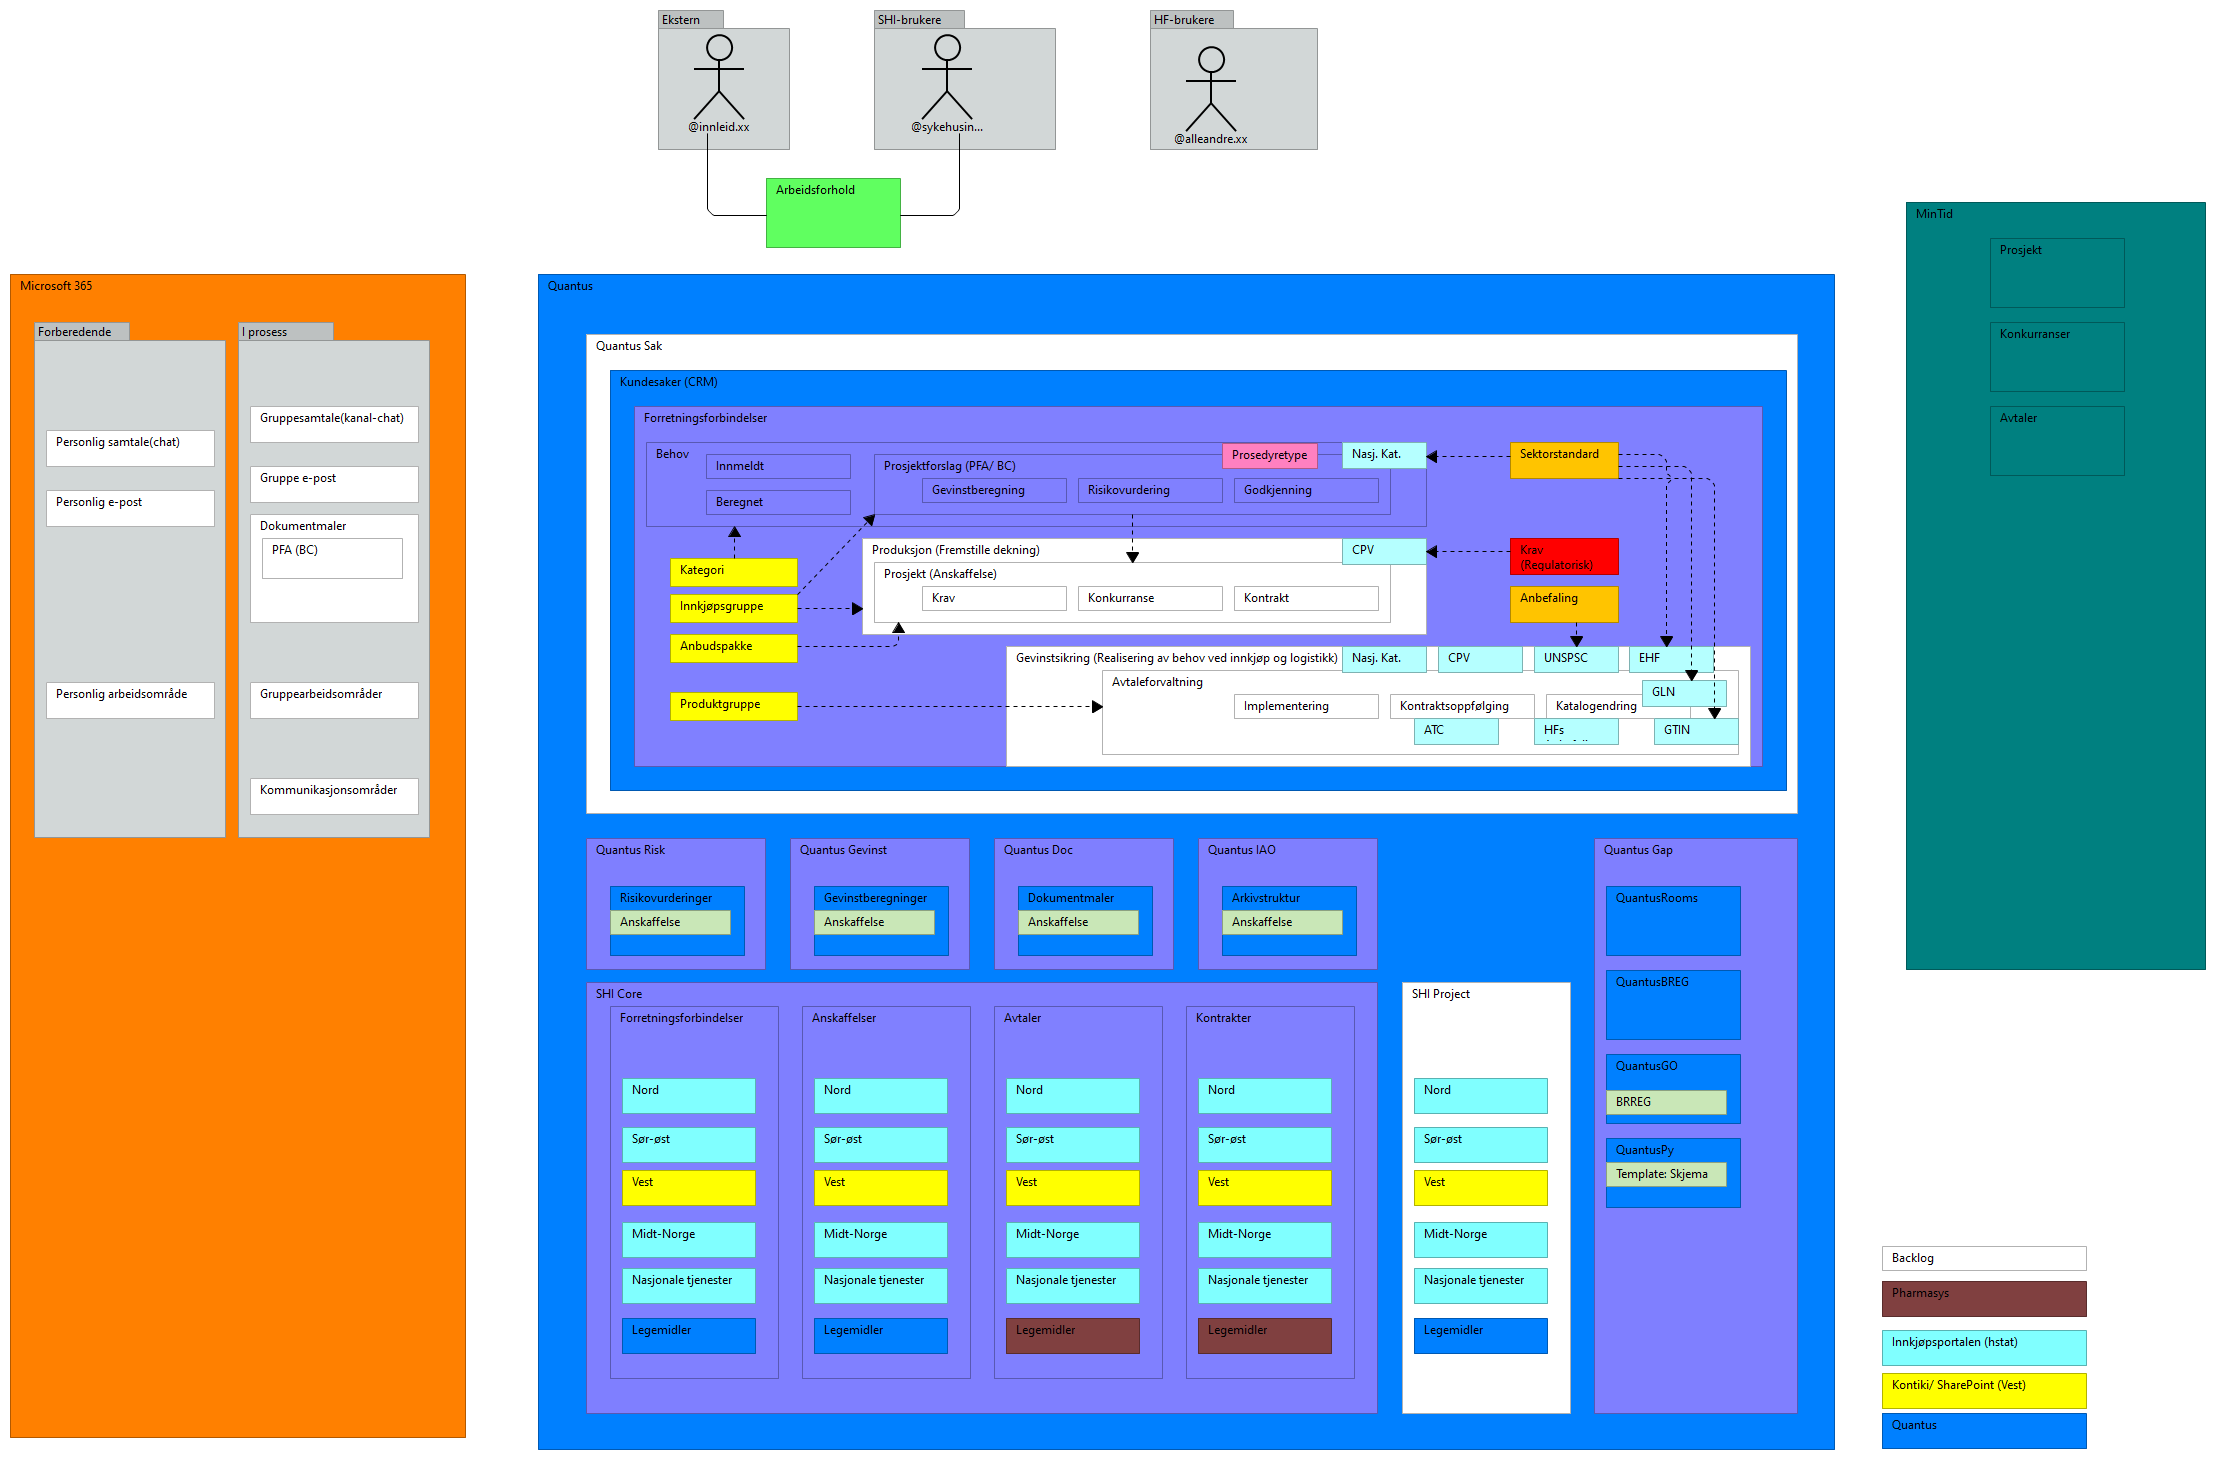 Ekstern
@innleid.xx
SHI-brukere
@sykehusin...
HF-brukere
@alleandre.xx
Arbeidsforhold
Microsoft 365
Forberedende
Personlig samtale(chat)
Personlig e-post
Personlig arbeidsområde
I prosess
Gruppesamtale(kanal-chat)
Gruppe e-post
Dokumentmaler
PFA (BC)
Gruppearbeidsområder
Kommunikasjonsområder
Quantus
Quantus Sak
Kundesaker (CRM)
Forretningsforbindelser
Behov
Innmeldt
Beregnet
Prosjektforslag (PFA/ BC)
Prosedyretype
Nasj. Kat.
Gevinstberegning
Risikovurdering
Godkjenning
Sektorstandard
Kategori
Innkjøpsgruppe
Anbudspakke
Produktgruppe
Produksjon (Fremstille dekning)
CPV
Prosjekt (Anskaffelse)
Krav
Konkurranse
Kontrakt
Krav
(Regulatorisk)
Anbefaling
Gevinstsikring (Realisering av behov ved innkjøp og logistikk)
Nasj. Kat.
CPV
UNSPSC
EHF
Avtaleforvaltning
GLN
Implementering
Kontraktsoppfølging
Katalogendring
ATC
HFs
GTIN
Quantus Risk
Risikovurderinger
Anskaffelse
Quantus Gevinst
Gevinstberegninger
Anskaffelse
Quantus Doc
Dokumentmaler
Anskaffelse
Quantus IAO
Arkivstruktur
Anskaffelse
Quantus Gap
QuantusRooms
QuantusBREG
QuantusGO
BRREG
QuantusPy
Template: Skjema
SHI Core
Forretningsforbindelser
Nord
Sør-øst
Vest
Midt-Norge
Nasjonale tjenester
Legemidler
Anskaffelser
Nord
Sør-øst
Vest
Midt-Norge
Nasjonale tjenester
Legemidler
Avtaler
Nord
Sør-øst
Vest
Midt-Norge
Nasjonale tjenester
Legemidler
Kontrakter
Nord
Sør-øst
Vest
Midt-Norge
Nasjonale tjenester
Legemidler
SHI Project
Nord
Sør-øst
Vest
Midt-Norge
Nasjonale tjenester
Legemidler
MinTid
Prosjekt
Konkurranser
Avtaler
Backlog
Pharmasys
Innkjøpsportalen (hstat)
Kontiki/ SharePoint (Vest)
Quantus